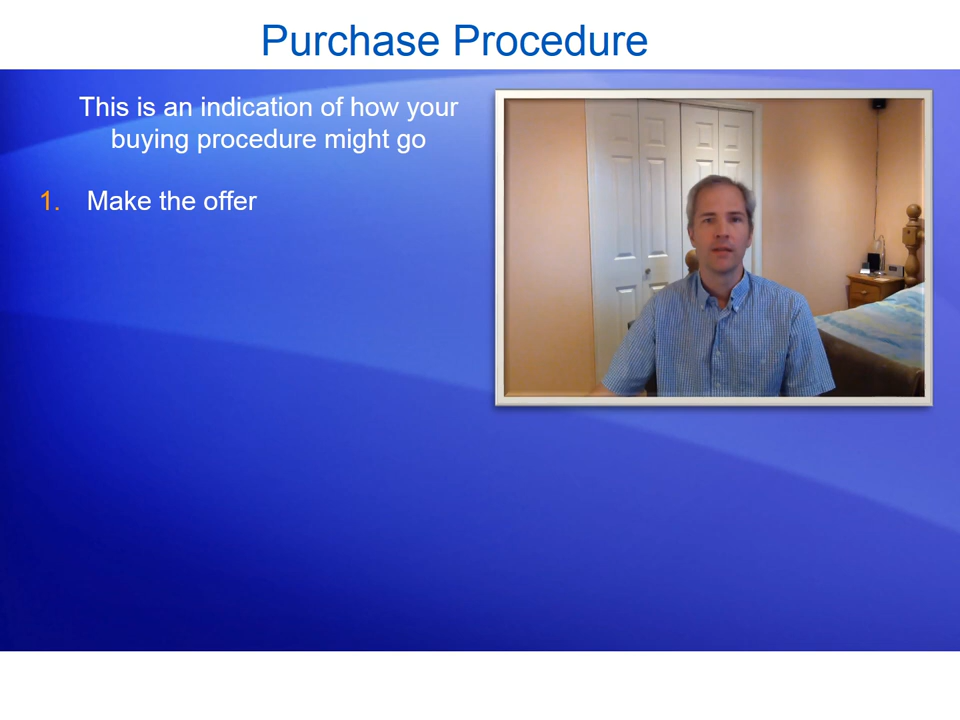 Purchase Procedure
This is an indication of how your
buying procedure might go
1. Make the offer